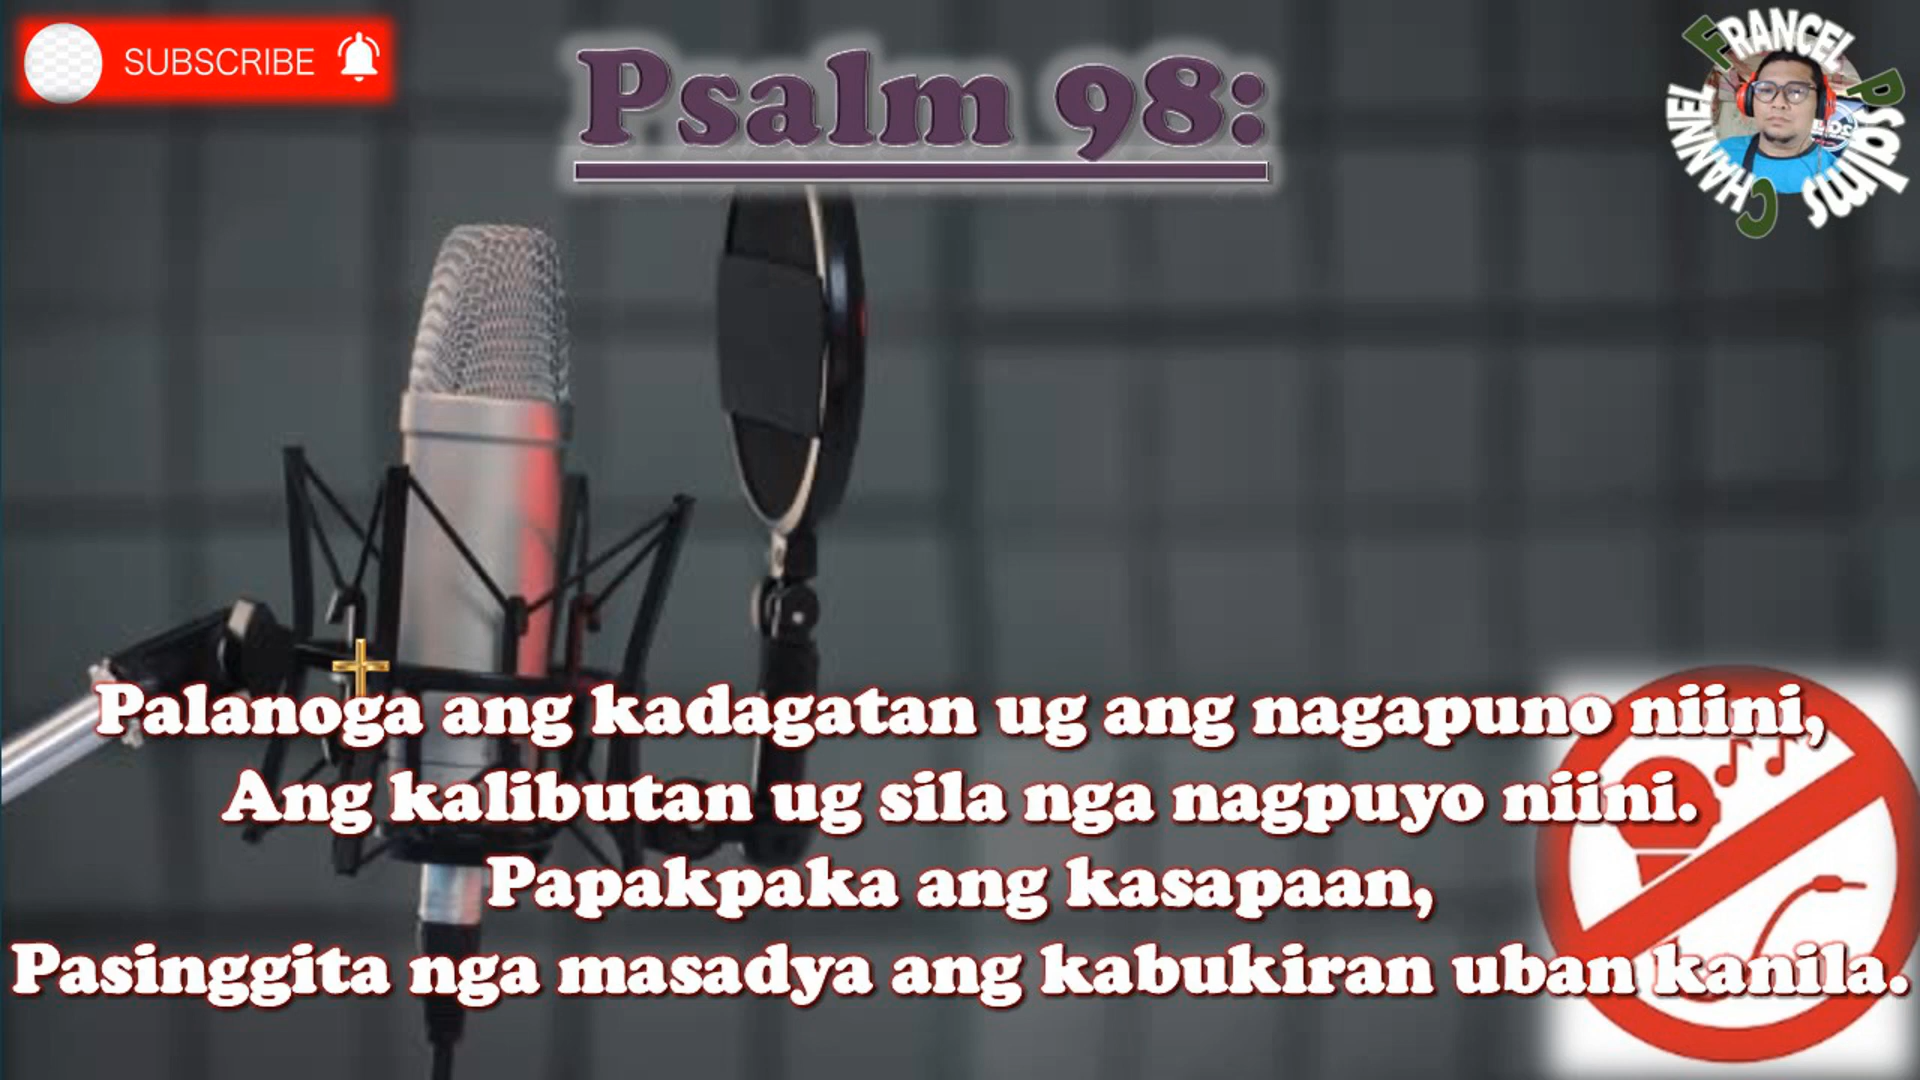 SUBSCRIBE
Psalm 98:
FRANCEL Psalms CHANNEL
Palanoga ang kadagatan ug ang nagapuno niini,
Ang kalibutan ug sila nga nagpuyo niini.
Papakpaka ang kasapaan,
Pasinggita nga masadya ang kabukiran uban kanila.